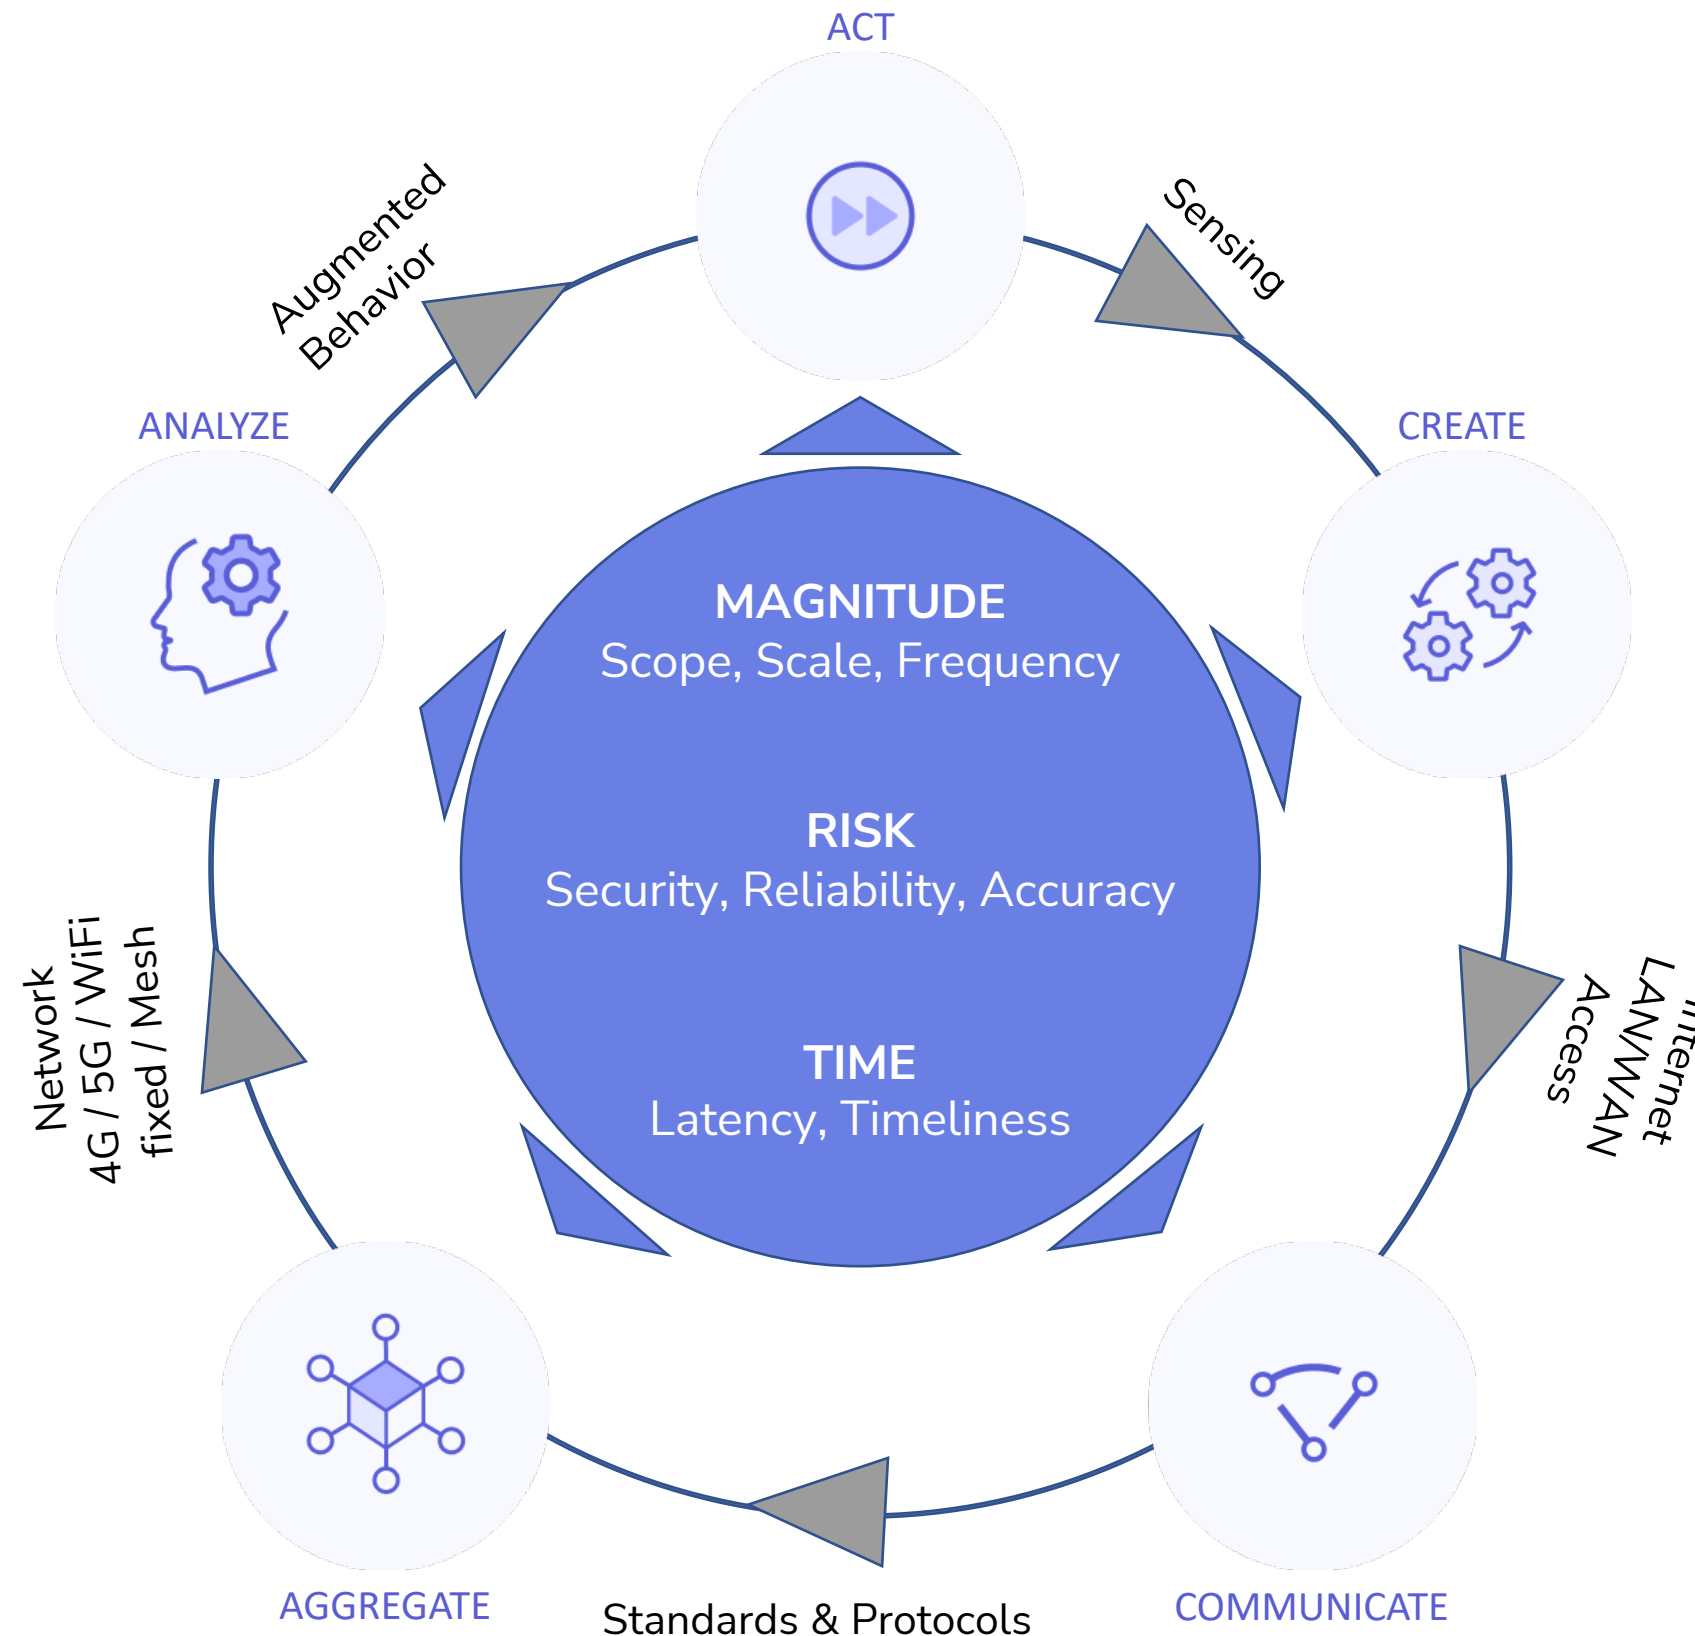 ACT
Sensing
CREATE
Internet
LAN/WAN
Access
COMMUNICATE
Standards & Protocols
AGGREGATE
Network
4G / 5G / WiFi
fixed / Mesh
ANALYZE
Augmented
Behavior
MAGNITUDE
Scope, Scale, Frequency
RISK
Security, Reliability, Accuracy
TIME
Latency, Timeliness